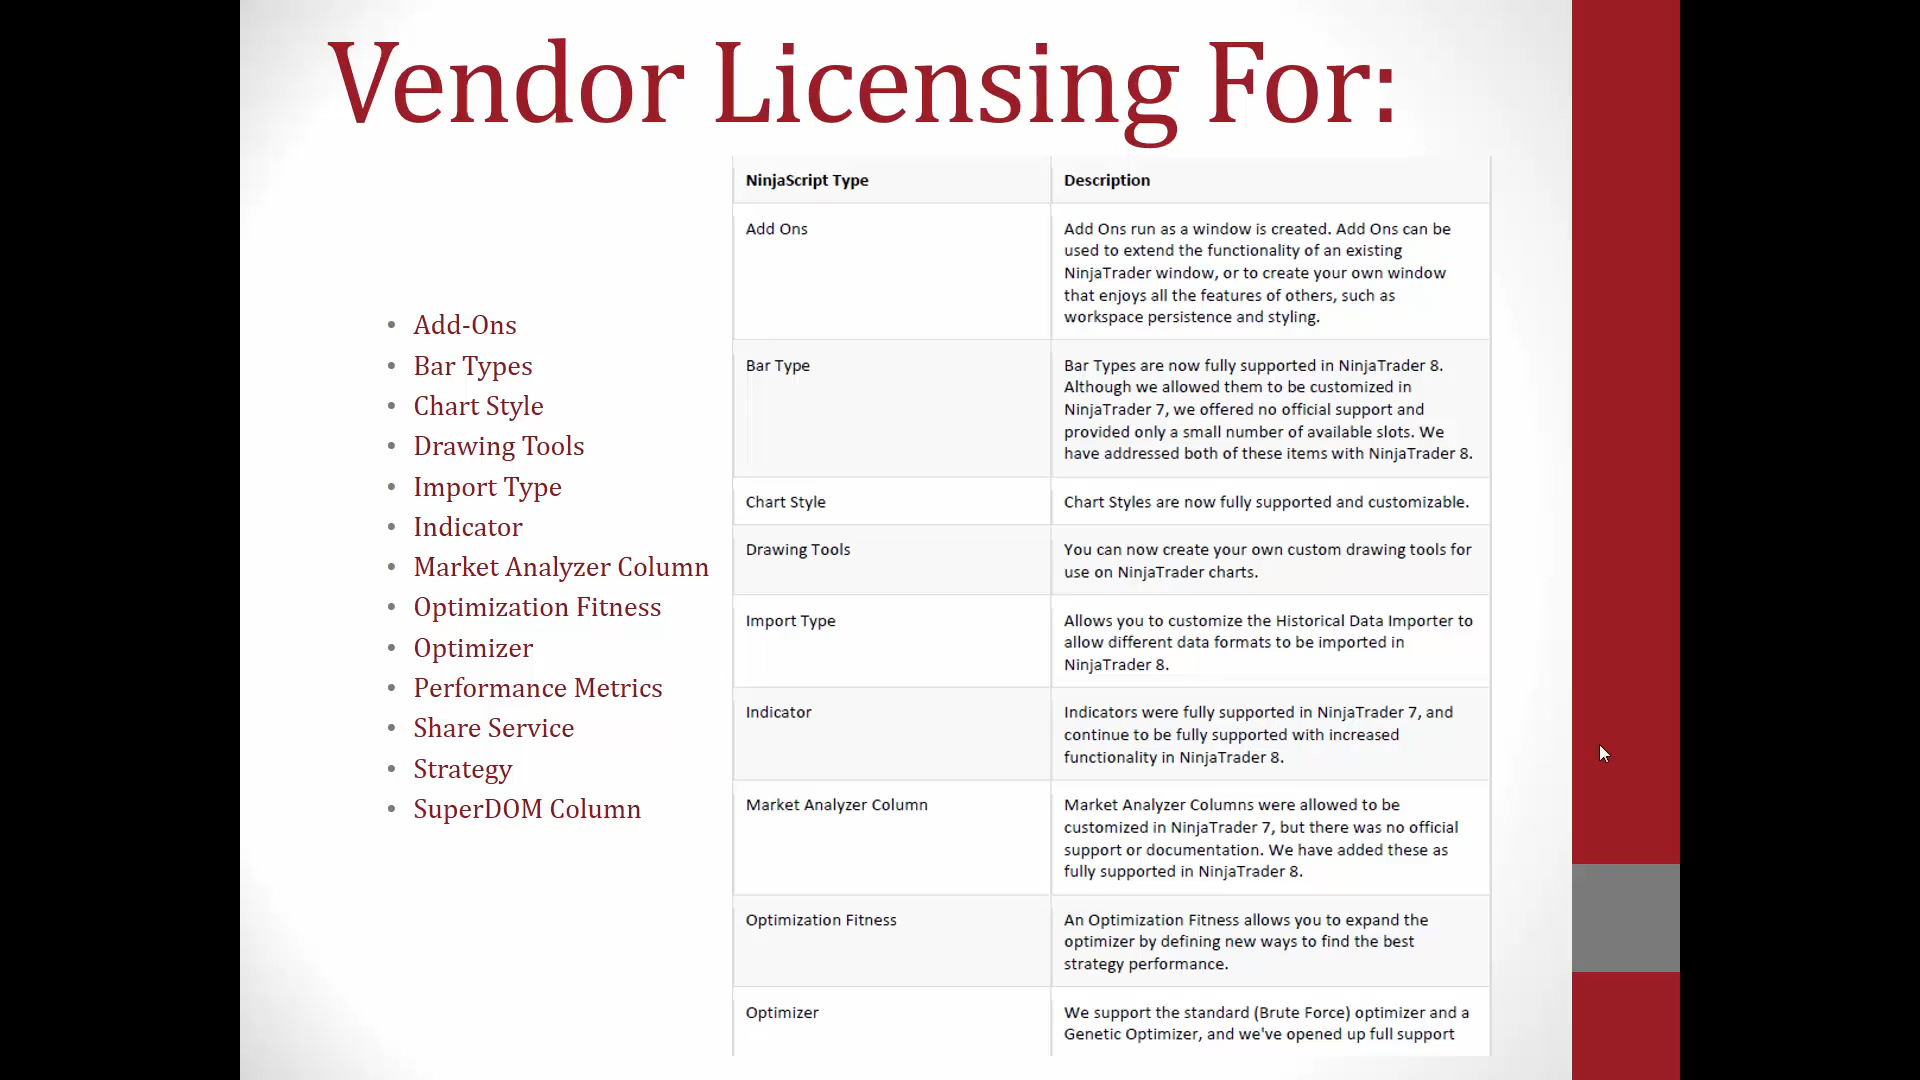 Vendor Licensing For:
• Add-Ons
• Bar Types
• Chart Style
• Drawing Tools
• Import Type
• Indicator
• Market Analyzer Column
• Optimization Fitness
• Optimizer
• Performance Metrics
• Share Service
• Strategy
• SuperDOM Column
NinjaScript Type
Description
Add Ons
Add Ons run as a window is created. Add Ons can be
used to extend the functionality of an existing
NinjaTrader window, or to create your own window
that enjoys all the features of others, such as
workspace persistence and styling.
Bar Type
Bar Types are now fully supported in NinjaTrader 8.
Although we allowed them to be customized in
NinjaTrader 7, we offered no official support and
provided only a small number of available slots. We
have addressed both of these items with NinjaTrader 8.
Chart Style
Chart Styles are now fully supported and customizable.
Drawing Tools
You can now create your own custom drawing tools for
use on NinjaTrader charts.
Import Type
Allows you to customize the Historical Data Importer to
allow different data formats to be imported in
NinjaTrader 8.
Indicator
Indicators were fully supported in NinjaTrader 7, and
continue to be fully supported with increased
functionality in NinjaTrader 8.
Market Analyzer Column
Market Analyzer Columns were allowed to be
customized in NinjaTrader 7, but there was no official
support or documentation. We have added these as
fully supported in NinjaTrader 8.
Optimization Fitness
An Optimization Fitness allows you to expand the
optimizer by defining new ways to find the best
strategy performance.
Optimizer
We support the standard (Brute Force) optimizer and a
Genetic Optimizer, and we've opened up full support